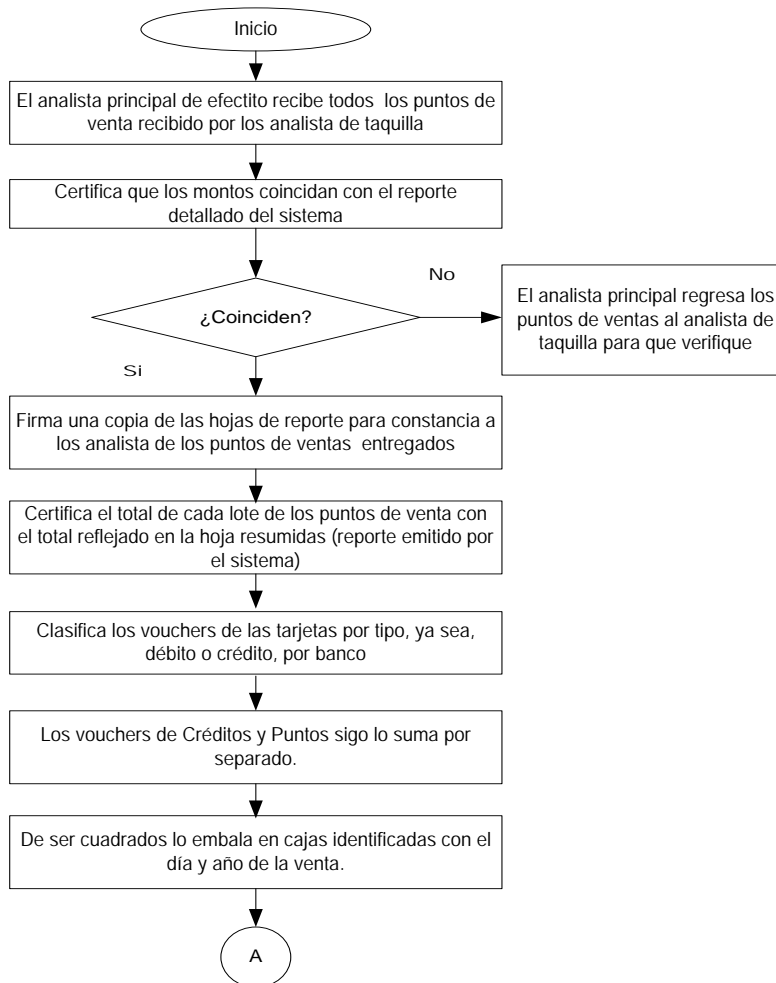 Inicio
El analista principal de efectito recibe todos los puntos de
venta recibido por los analista de taquilla
Certifica que los montos coincidan con el reporte
detallado del sistema
¿Coinciden?
No
El analista principal regresa los
puntos de ventas al analista de
taquilla para que verifique
Si
Firma una copia de las hojas de reporte para constancia a
los analista de los puntos de ventas entregados
Certifica el total de cada lote de los puntos de venta con
el total reflejado en la hoja resumidas (reporte emitido por
el sistema)
Clasifica los vouchers de las tarjetas por tipo, ya sea,
débito o crédito, por banco
Los vouchers de Créditos y Puntos sigo lo suma por
separado.
De ser cuadrados lo embala en cajas identificadas con el
día y año de la venta.
A